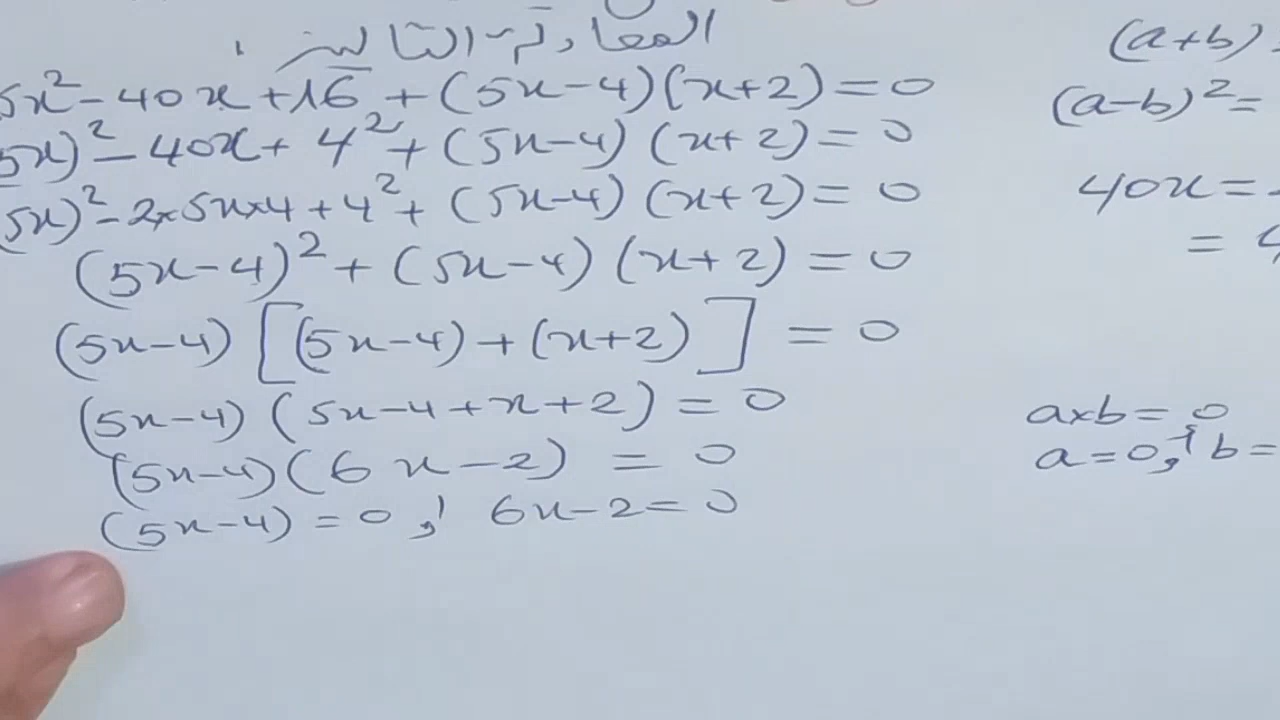 المعادلة التالية:
5x² - 40x + 16 + (5x-4)(x+2) = 0
5x)² - 40x + 4² + (5x-4)(x+2) = 0
(5x)² - 2×5x×4 + 4² + (5x-4)(x+2) = 0
(5x-4)² + (5x-4)(x+2) = 0
(5x-4)[(5x-4)+(x+2)] = 0
(5x-4)(5x-4+x+2) = 0
(5x-4)(6x-2) = 0
(5x-4) = 0 أو 6x-2 = 0
(a+b)
(a-b)² =
40x =
= 4
a×b = 0
a = 0 أو b =